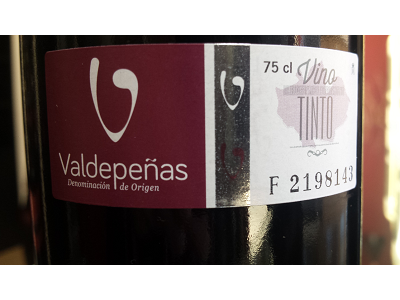 Valdepeñas
Denominación de Origen
75 cl Vino
TINTO
F 2198143